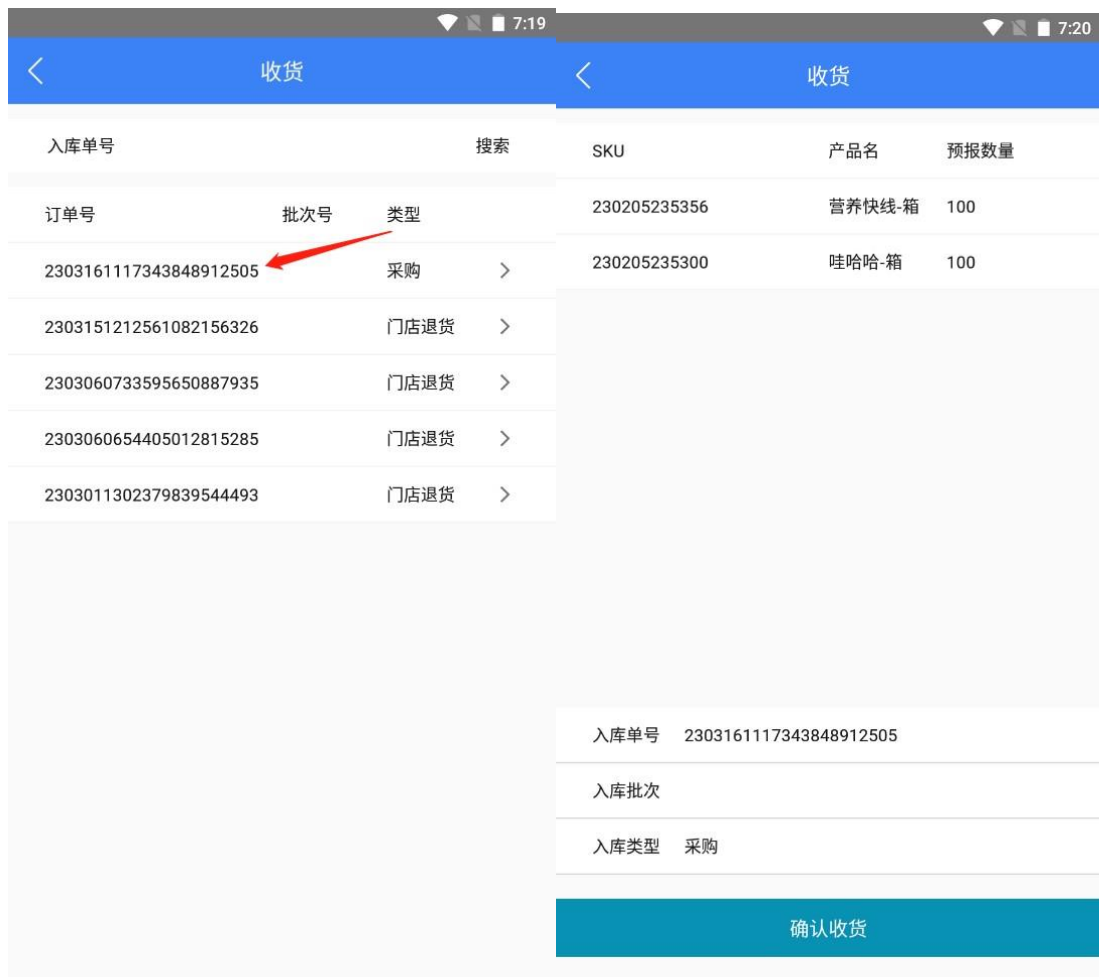 7:19
收货
入库单号 搜索
订单号 批次号 类型
2303161117343848912505 采购
2303151212561082156326 门店退货
2303060733595650887935 门店退货
2303060654405012815285 门店退货
2303011302379839544493 门店退货
7:20
收货
SKU 产品名 预报数量
230205235356 营养快线-箱 100
230205235300 哇哈哈-箱 100
入库单号 2303161117343848912505
入库批次
入库类型 采购
确认收货